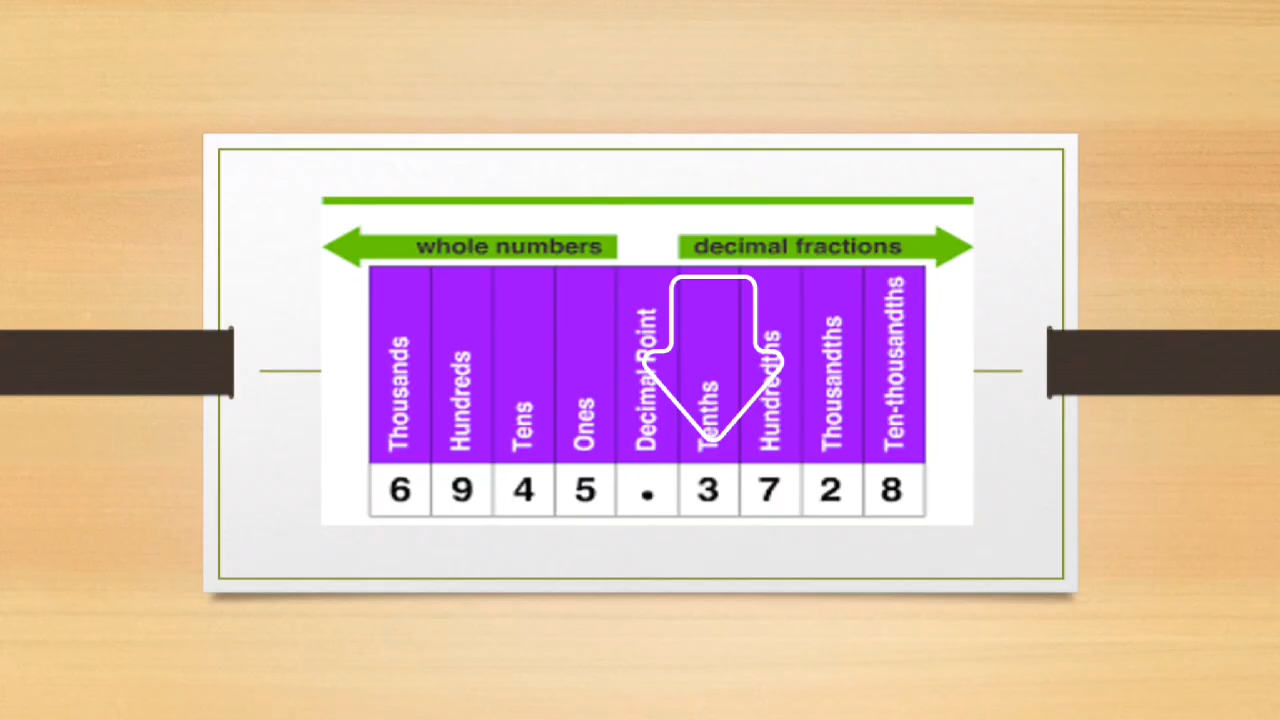 whole numbers decimal fractions
Thousands Hundreds Tens Ones Decimal Point Tenths Hundredths Thousandths Ten-thousandths
6 9 4 5 . 3 7 2 8